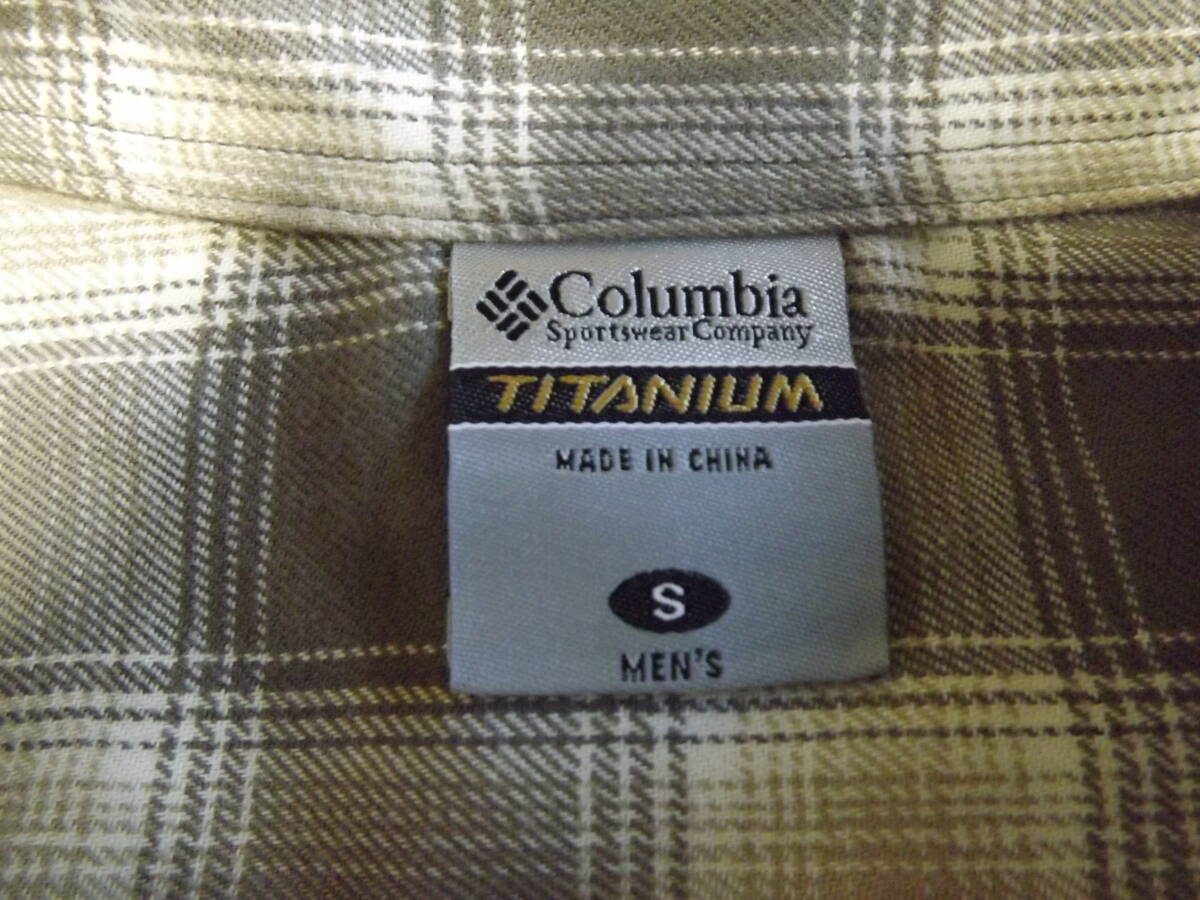 Columbia
Sportswear Company
TITANIUM
MADE IN CHINA
S
MEN'S